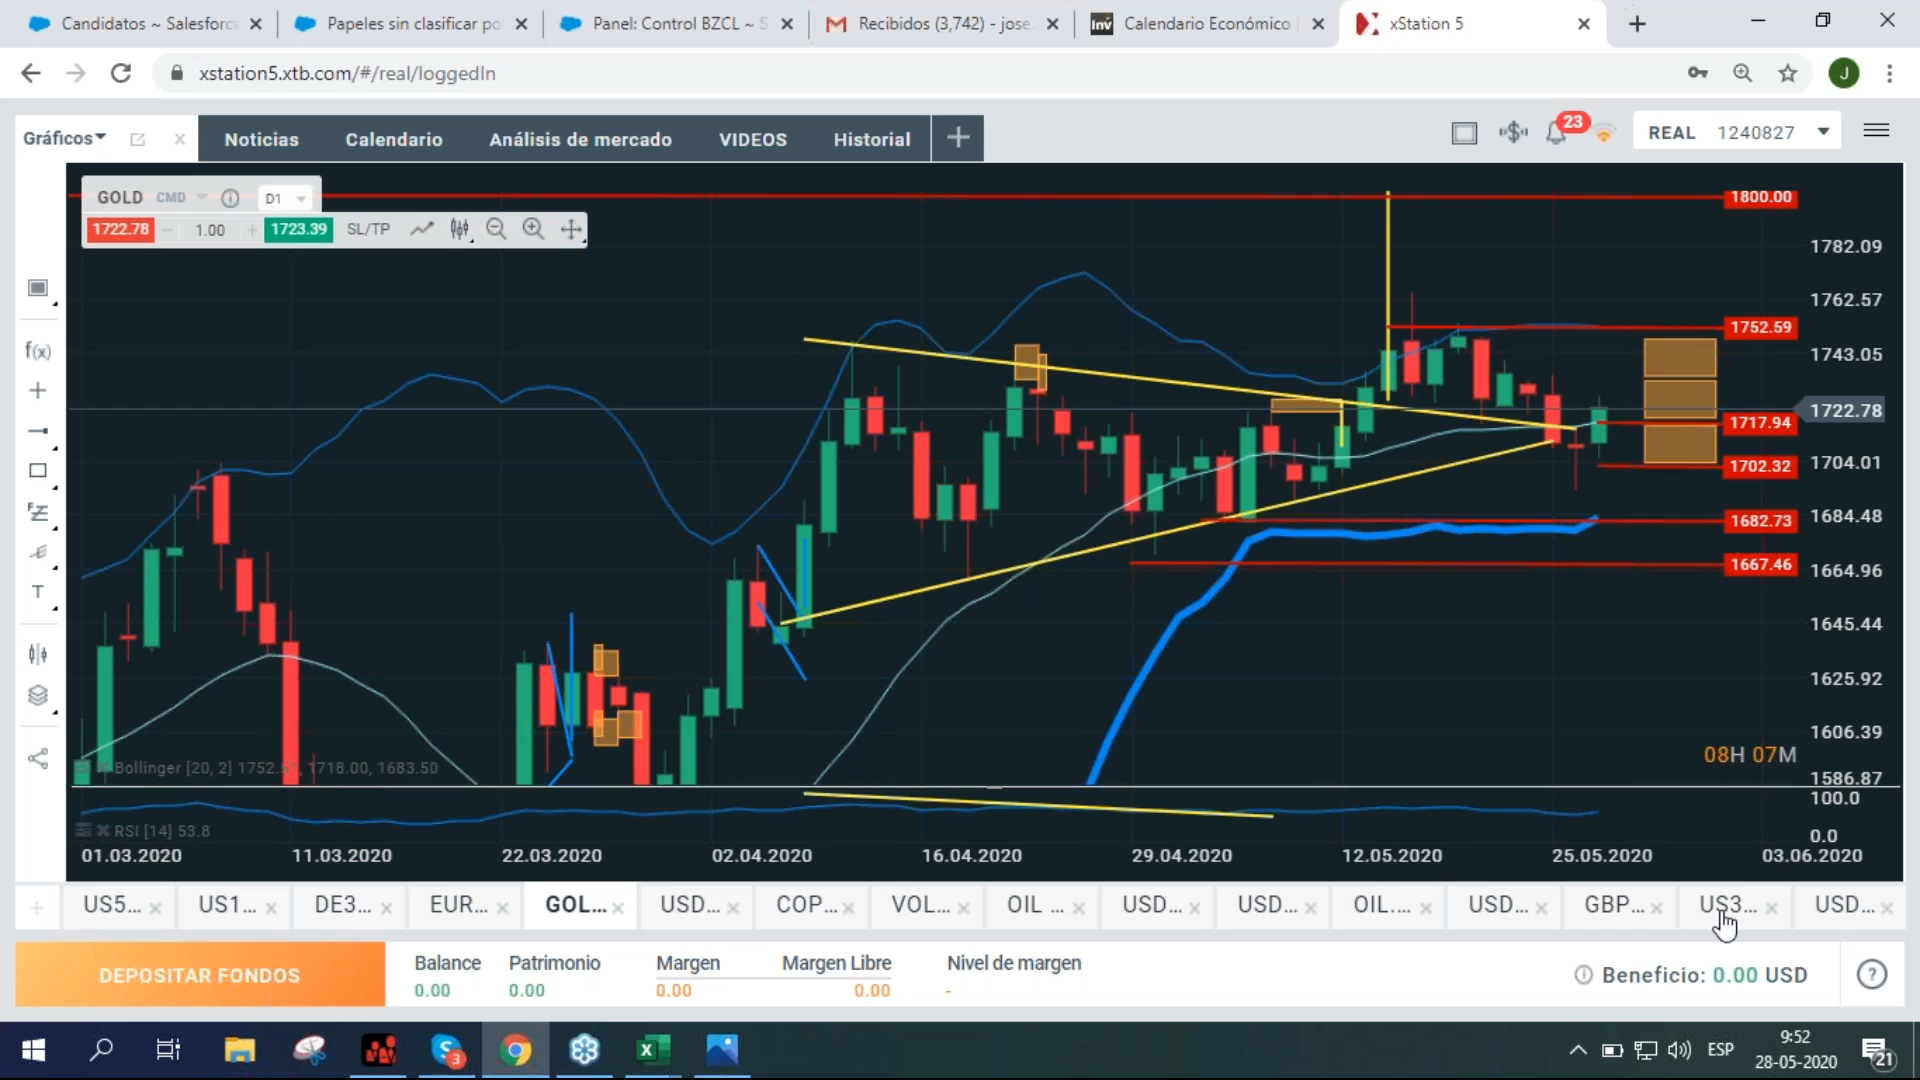 Candidatos ~ Salesforc
Papeles sin clasificar po
Panel: Control BZCL ~ S
Recibidos (3,742) - jose.
Inv
Calendario Económico
xStation 5
xstation5.xtb.com/#/real/loggedIn
J
Gráficos
Noticias
Calendario
Análisis de mercado
VIDEOS
Historial
23
REAL 1240827
GOLD CMD D1
1722.78 1.00 1723.39 SL/TP
f(x)
T
1800.00
1782.09
1762.57
1752.59
1743.05
1722.78
1717.94
1704.01
1702.32
1684.48
1682.73
1667.46
1664.96
1645.44
1625.92
1606.39
08H 07M
1586.87
Bollinger [20, 2] 1752.51, 1718.00, 1683.50
100.0
RSI [14] 53.8
0.0
01.03.2020 11.03.2020 22.03.2020 02.04.2020 16.04.2020 29.04.2020 12.05.2020 25.05.2020 03.06.2020
US5... US1... DE3... EUR... GOL... USD... COP... VOL... OIL ... USD... USD... OIL.... USD... GBP... US3... USD...
DEPOSITAR FONDOS
Balance Patrimonio Margen Margen Libre Nivel de margen
0.00 0.00 0.00 0.00 -
Beneficio: 0.00 USD
?
3
ESP
9:52
28-05-2020
21